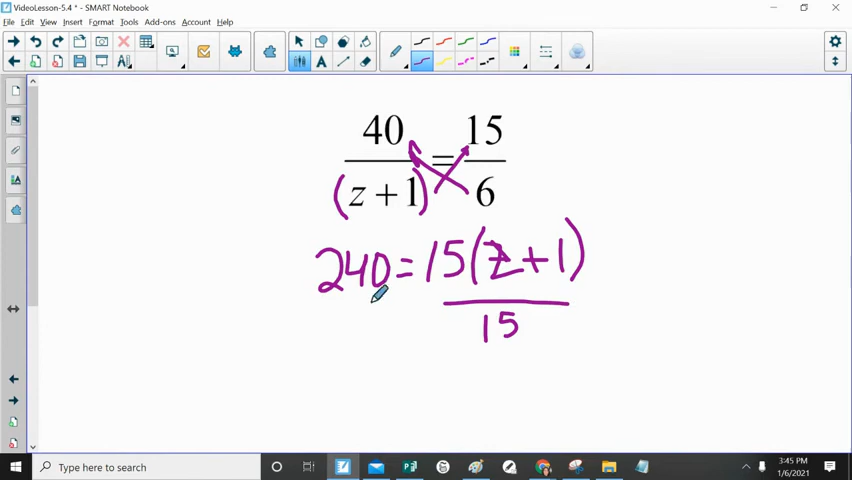 VideoLesson-5.4 * - SMART Notebook
File Edit View Insert Format Tools Add-ons Account Help
40 15
= 
(z + 1) 6
240 = 15(z + 1)
15
Type here to search
3:45 PM
1/6/2021